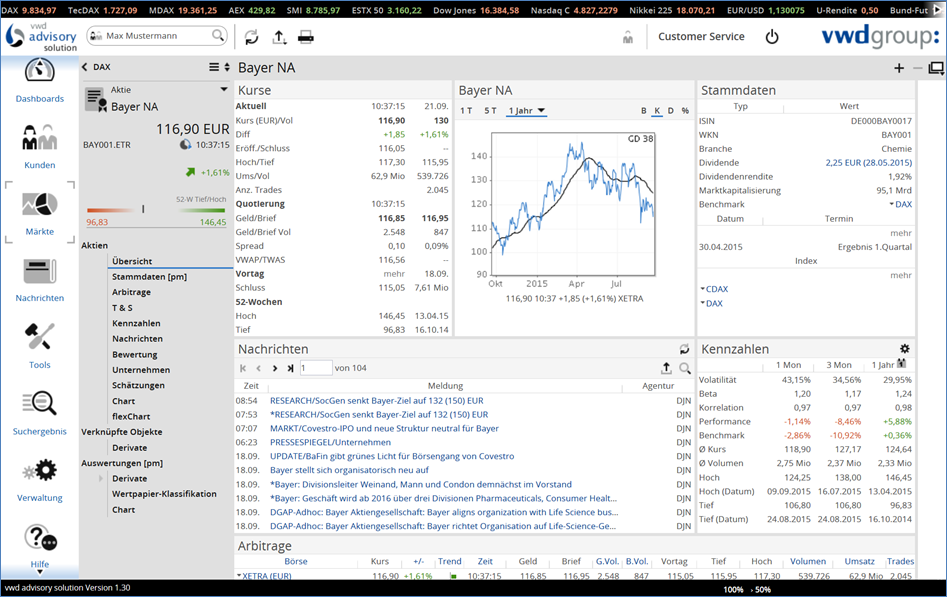 DAX 9.834,97 TecDAX 1.727,09 MDAX 19.361,25 AEX 429,82 SMI 8.785,97 ESTX 50 3.160,22 Dow Jones 16.384,58 Nasdaq C 4.827,2279 Nikkei 225 18.070,21 EUR/USD 1,130075 U-Rendite 0,50 Bund-Fut
vwd advisory solution
Max Mustermann
Customer Service
vwdgroup:
Dashboards
Kunden
Märkte
Nachrichten
Tools
Suchergebnis
Verwaltung
Hilfe
DAX
Aktie
Bayer NA
116,90 EUR
BAY001.ETR 10:37:15
+1,61%
52-W Tief/Hoch
96,83 146,45
Aktien
Übersicht
Stammdaten [pm]
Arbitrage
T & S
Kennzahlen
Nachrichten
Bewertung
Unternehmen
Schätzungen
Chart
flexChart
Verknüpfte Objekte
Derivate
Auswertungen [pm]
Derivate
Wertpapier-Klassifikation
Chart
Bayer NA
Kurse
Aktuell 10:37:15 21.09.
Kurs (EUR)/Vol 116,90 130
Diff +1,85 +1,61%
Eröff./Schluss 116,05 --
Hoch/Tief 117,30 115,95
Ums/Vol 62,9 Mio 539.726
Anz. Trades 2.045
Quotierung 10:37:15
Geld/Brief 116,85 116,95
Geld/Brief Vol 2.548 847
Spread 0,10 0,09%
VWAP/TWAS 116,56 --
Vortag mehr 18.09.
Schluss 115,05 7,61 Mio
52-Wochen
Hoch 146,45 13.04.15
Tief 96,83 16.10.14
Bayer NA
1 T 5 T 1 Jahr B K D %
GD 38
140
130
120
110
100
90
Okt 2015 Apr Jul
116,90 10:37 +1,85 (+1,61%) XETRA
Stammdaten
Typ Wert
ISIN DE000BAY0017
WKN BAY001
Branche Chemie
Dividende 2,25 EUR (28.05.2015)
Dividendenrendite 1,92%
Marktkapitalisierung 95,1 Mrd
Benchmark DAX
Datum Termin
mehr
30.04.2015 Ergebnis 1.Quartal
Index
mehr
CDAX
DAX
Nachrichten
1 von 104
Zeit Meldung Agentur
08:54 RESEARCH/SocGen senkt Bayer-Ziel auf 132 (150) EUR DJN
07:53 *RESEARCH/SocGen senkt Bayer-Ziel auf 132 (150) EUR DJN
07:07 MARKT/Covestro-IPO und neue Struktur neutral für Bayer DJN
06:23 PRESSESPIEGEL/Unternehmen DJN
18.09. UPDATE/BaFin gibt grünes Licht für Börsengang von Covestro DJN
18.09. Bayer stellt sich organisatorisch neu auf DJN
18.09. *Bayer: Divisionsleiter Weinand, Mann und Condon demnächst im Vorstand DJN
18.09. *Bayer: Geschäft wird ab 2016 über drei Divisionen Pharmaceuticals, Consumer Healt... DJN
18.09. DGAP-Adhoc: Bayer Aktiengesellschaft: Bayer aligns organization with Life Science bus... DJN
18.09. DGAP-Adhoc: Bayer Aktiengesellschaft: Bayer richtet Organisation auf Life-Science-Ge... DJN
Kennzahlen
1 Mon 3 Mon 1 Jahr
Volatilität 43,15% 34,56% 29,95%
Beta 1,20 1,17 1,24
Korrelation 0,97 0,97 0,98
Performance -1,14% -8,46% +5,88%
Benchmark -2,86% -10,92% +0,36%
Ø Kurs 118,90 127,17 124,64
Ø Volumen 2,75 Mio 2,37 Mio 2,33 Mio
Hoch 124,25 138,00 146,45
Hoch (Datum) 09.09.2015 16.07.2015 13.04.2015
Tief 106,80 106,80 96,83
Tief (Datum) 24.08.2015 24.08.2015 16.10.2014
Arbitrage
Börse Kurs +/- Trend Zeit Geld Brief G.Vol. B.Vol. Vortag Tief Hoch Volumen Umsatz Trades
XETRA (EUR) 116,90 +1,61% 10:37:15 116,85 116,95 2.548 847 115,05 115,95 117,30 539.726 62,9 Mio 2.045
vwd advisory solution Version 1.30 100% › 50%